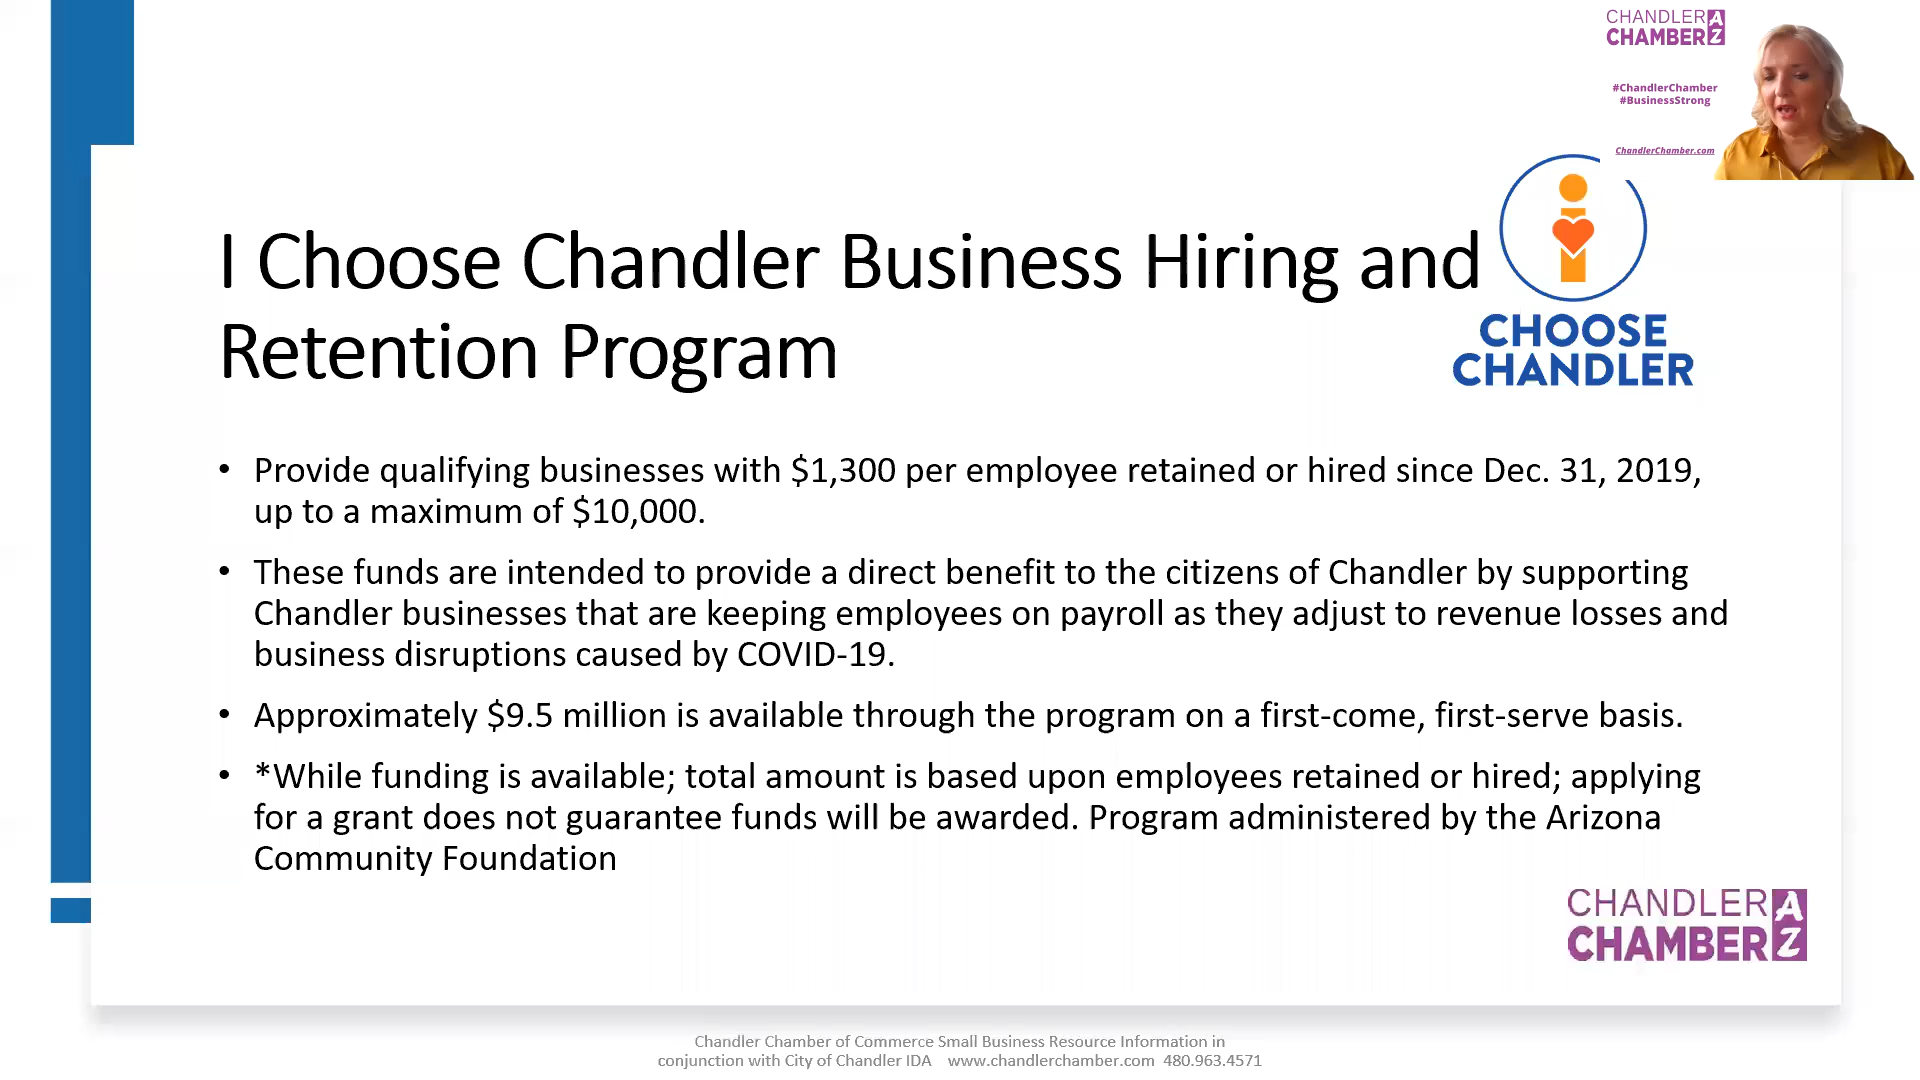 CHANDLER AZ
CHAMBER
#ChandlerChamber
#BusinessStrong
ChandlerChamber.com
I Choose Chandler Business Hiring and
Retention Program
i
CHOOSE
CHANDLER
• Provide qualifying businesses with $1,300 per employee retained or hired since Dec. 31, 2019,
up to a maximum of $10,000.
• These funds are intended to provide a direct benefit to the citizens of Chandler by supporting
Chandler businesses that are keeping employees on payroll as they adjust to revenue losses and
business disruptions caused by COVID-19.
• Approximately $9.5 million is available through the program on a first-come, first-serve basis.
• *While funding is available; total amount is based upon employees retained or hired; applying
for a grant does not guarantee funds will be awarded. Program administered by the Arizona
Community Foundation
CHANDLER AZ
CHAMBER
Chandler Chamber of Commerce Small Business Resource Information in
conjunction with City of Chandler IDA www.chandlerchamber.com 480.963.4571